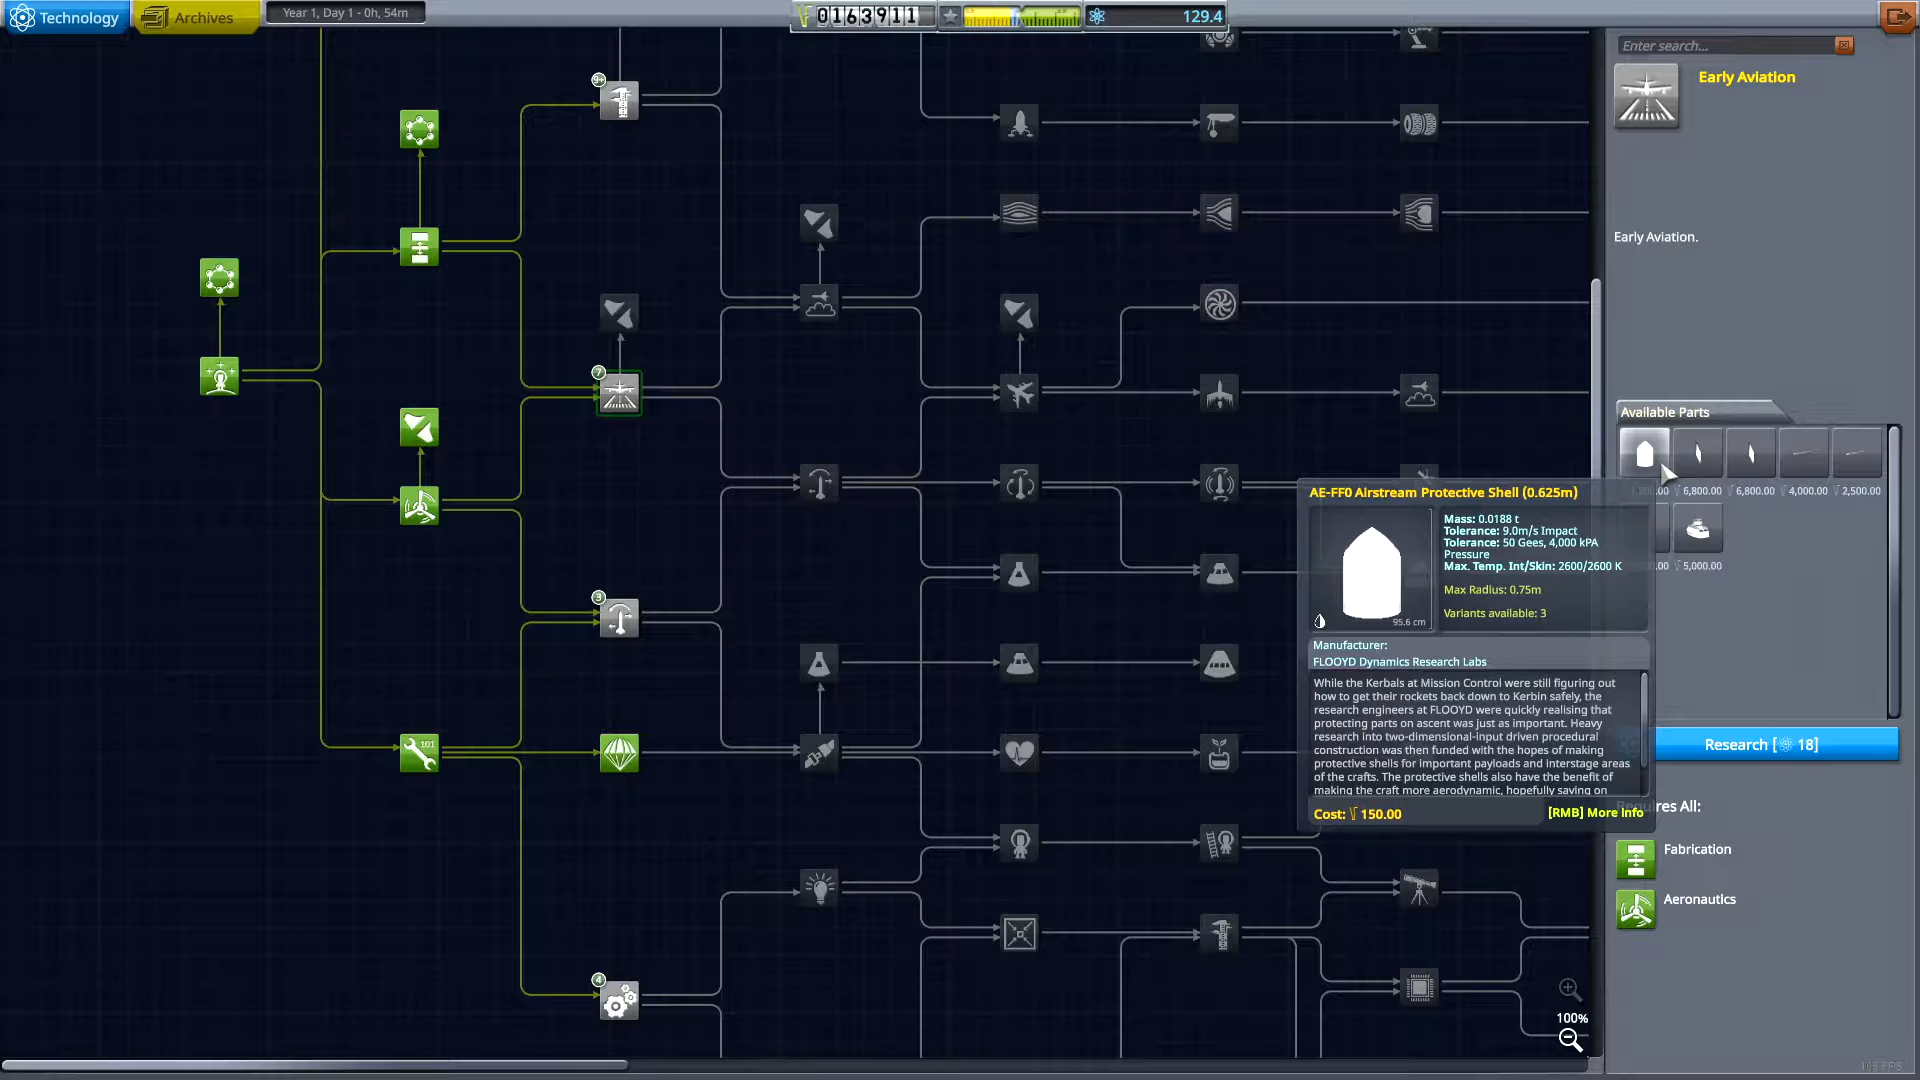 Technology
Archives
Year 1, Day 1 - 0h, 54m
0163911
129.4
Enter search...
Early Aviation
9+
Early Aviation.
7
Available Parts
6,800.00
6,800.00
4,000.00
2,500.00
5,000.00
AE-FF0 Airstream Protective Shell (0.625m)
Mass: 0.0188 t
Tolerance: 9.0m/s Impact
Tolerance: 50 Gees, 4,000 kPA
Pressure
Max. Temp. Int/Skin: 2600/2600 K
Max Radius: 0.75m
Variants available: 3
95.6 cm
3
Manufacturer:
FLOOYD Dynamics Research Labs
While the Kerbals at Mission Control were still figuring out
how to get their rockets back down to Kerbin safely, the
research engineers at FLOOYD were quickly realising that
protecting parts on ascent was just as important. Heavy
research into two-dimensional-input driven procedural
construction was then funded with the hopes of making
protective shells for important payloads and interstage areas
of the crafts. The protective shells also have the benefit of
making the craft more aerodynamic, hopefully saving on
Cost: 150.00
[RMB] More Info
101
Research [ 18]
Requires All:
Fabrication
Aeronautics
4
100%